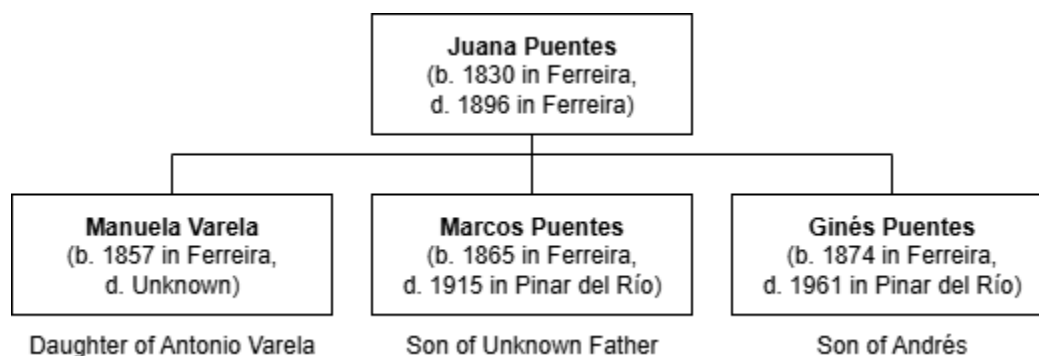 Juana Puentes
(b. 1830 in Ferreira,
d. 1896 in Ferreira)
Manuela Varela
(b. 1857 in Ferreira,
d. Unknown)
Marcos Puentes
(b. 1865 in Ferreira,
d. 1915 in Pinar del Río)
Ginés Puentes
(b. 1874 in Ferreira,
d. 1961 in Pinar del Río)
Daughter of Antonio Varela
Son of Unknown Father
Son of Andrés